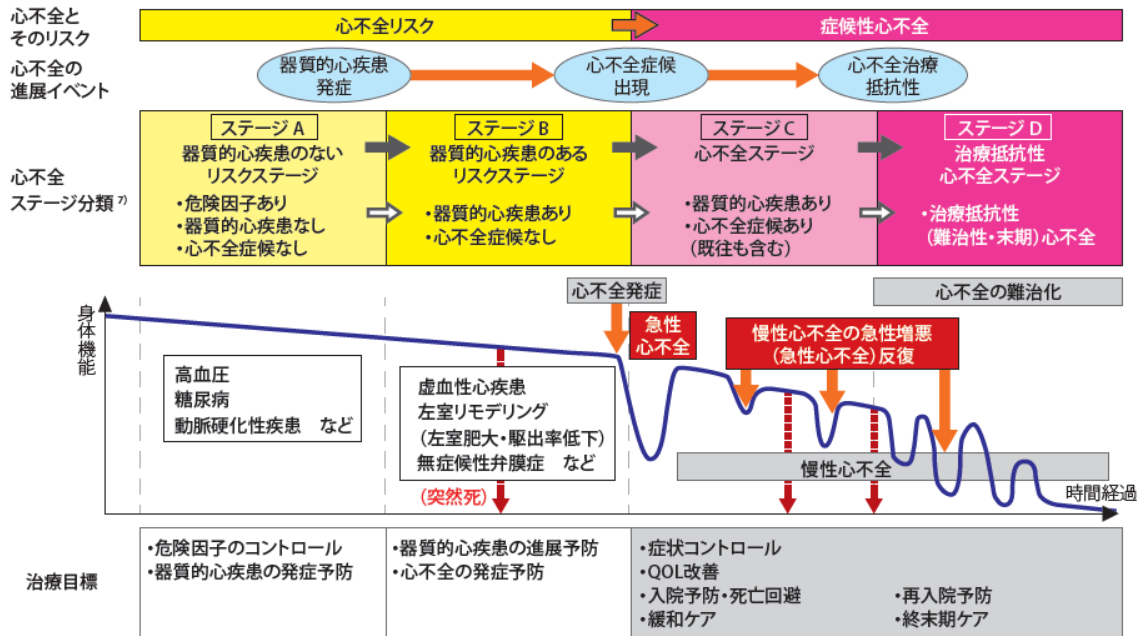 心不全と
そのリスク
心不全リスク
症候性心不全
心不全の
進展イベント
器質的心疾患
発症
心不全症候
出現
心不全治療
抵抗性
心不全
ステージ分類 7)
ステージ A
器質的心疾患のない
リスクステージ
・危険因子あり
・器質的心疾患なし
・心不全症候なし
ステージ B
器質的心疾患のある
リスクステージ
・器質的心疾患あり
・心不全症候なし
ステージ C
心不全ステージ
・器質的心疾患あり
・心不全症候あり
(既往も含む)
ステージ D
治療抵抗性
心不全ステージ
・治療抵抗性
(難治性・末期)心不全
心不全発症
心不全の難治化
身体機能
急性
心不全
慢性心不全の急性増悪
(急性心不全)反復
高血圧
糖尿病
動脈硬化性疾患 など
虚血性心疾患
左室リモデリング
(左室肥大・駆出率低下)
無症候性弁膜症 など
(突然死)
慢性心不全
時間経過
治療目標
・危険因子のコントロール
・器質的心疾患の発症予防
・器質的心疾患の進展予防
・心不全の発症予防
・症状コントロール
・QOL改善
・入院予防・死亡回避
・緩和ケア
・再入院予防
・終末期ケア